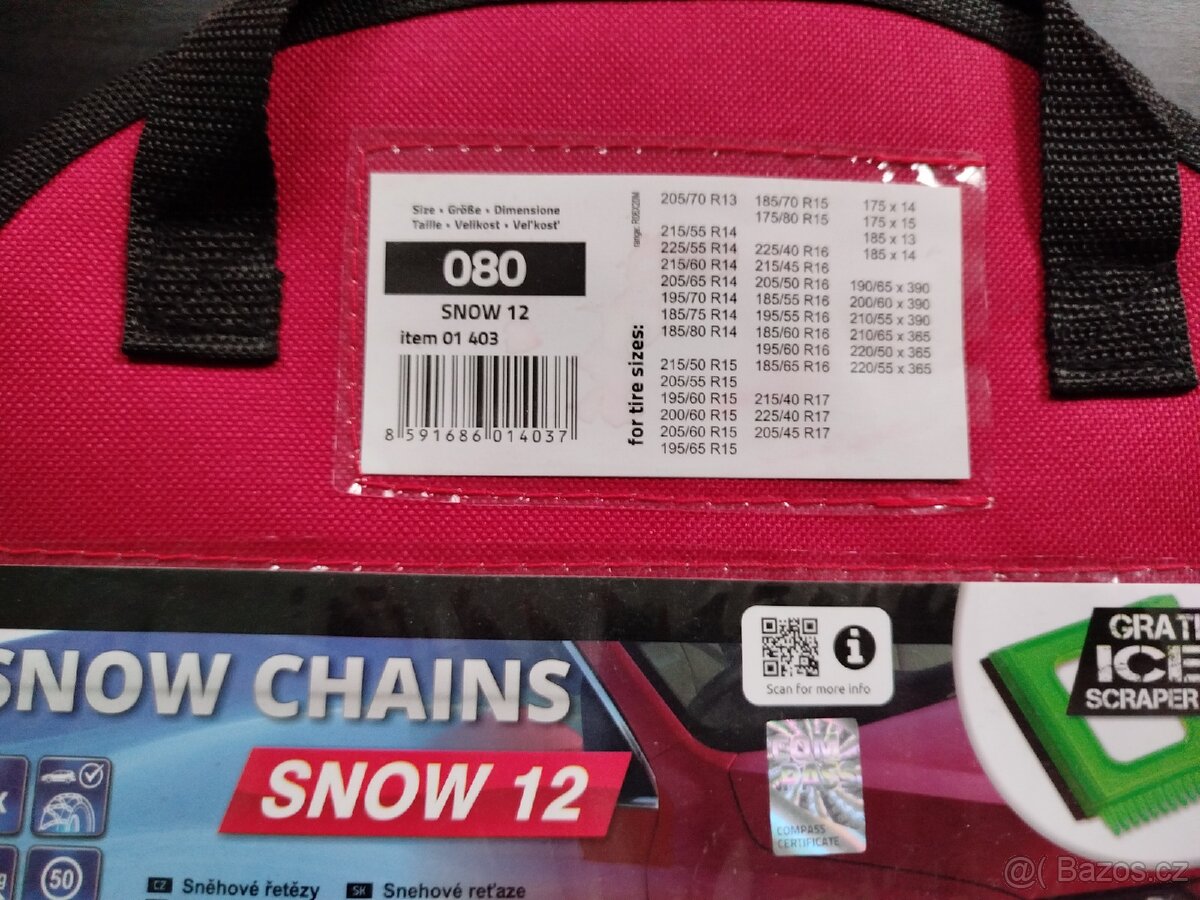 Size • Größe • Dimensione
Taille • Velikost • Veľkosť
080
SNOW 12
item 01 403
8 591686 014037
for tire sizes:
205/70 R13
215/55 R14
225/55 R14
215/60 R14
205/65 R14
195/70 R14
185/75 R14
185/80 R14
215/50 R15
205/55 R15
195/60 R15
200/60 R15
205/60 R15
195/65 R15
185/70 R15
175/80 R15
225/40 R16
215/45 R16
205/50 R16
185/55 R16
195/55 R16
185/60 R16
195/60 R16
185/65 R16
215/40 R17
225/40 R17
205/45 R17
175 x 14
175 x 15
185 x 13
185 x 14
190/65 x 390
200/60 x 390
210/55 x 390
210/65 x 365
220/50 x 365
220/55 x 365
SNOW CHAINS
SNOW 12
i
Scan for more info
GRATI
ICE
SCRAPER
COM
PASS
COMPASS
CERTIFICATE
50
CZ Sněhové řetězy SK Snehové reťaze
@( Bazos.cz